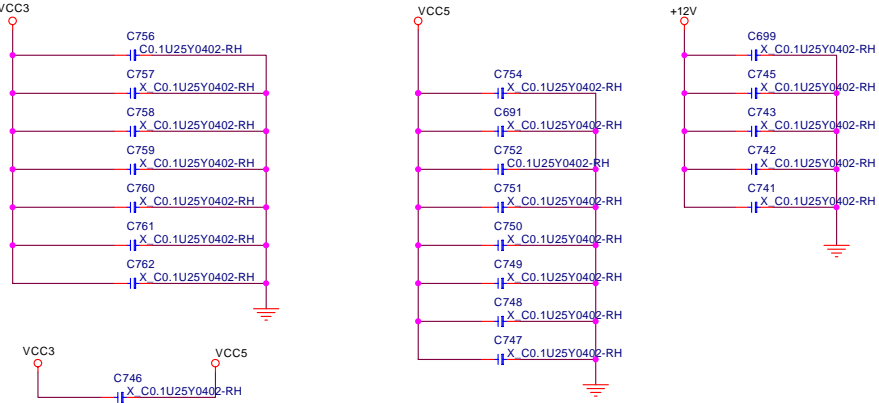 VCC3
C756
C0.1U25Y0402-RH
C757
X_C0.1U25Y0402-RH
C758
X_C0.1U25Y0402-RH
C759
X_C0.1U25Y0402-RH
C760
X_C0.1U25Y0402-RH
C761
X_C0.1U25Y0402-RH
C762
X_C0.1U25Y0402-RH
VCC3
VCC5
C746
X_C0.1U25Y0402-RH
VCC5
C754
X_C0.1U25Y0402-RH
C691
X_C0.1U25Y0402-RH
C752
C0.1U25Y0402-RH
C751
X_C0.1U25Y0402-RH
C750
X_C0.1U25Y0402-RH
C749
X_C0.1U25Y0402-RH
C748
X_C0.1U25Y0402-RH
C747
X_C0.1U25Y0402-RH
+12V
C699
X_C0.1U25Y0402-RH
C745
X_C0.1U25Y0402-RH
C743
X_C0.1U25Y0402-RH
C742
X_C0.1U25Y0402-RH
C741
X_C0.1U25Y0402-RH